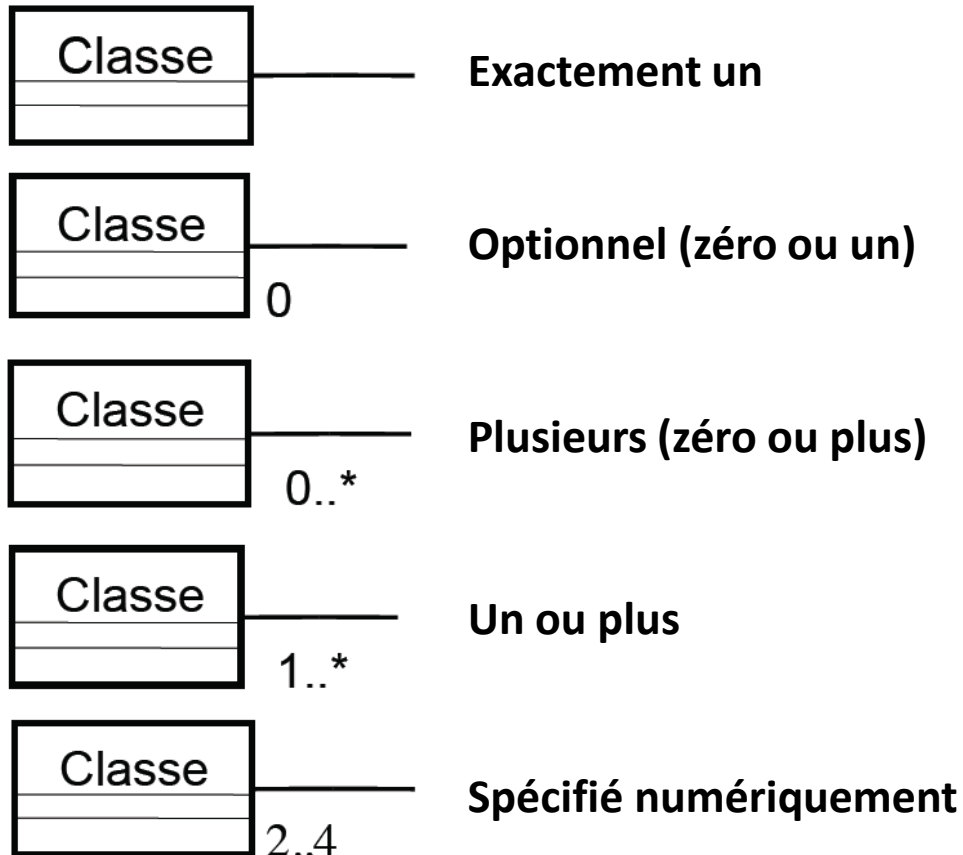 Classe
Exactement un
Classe
Optionnel (zéro ou un)
0
Classe
Plusieurs (zéro ou plus)
0..*
Classe
Un ou plus
1..*
Classe
Spécifié numériquement
2..4